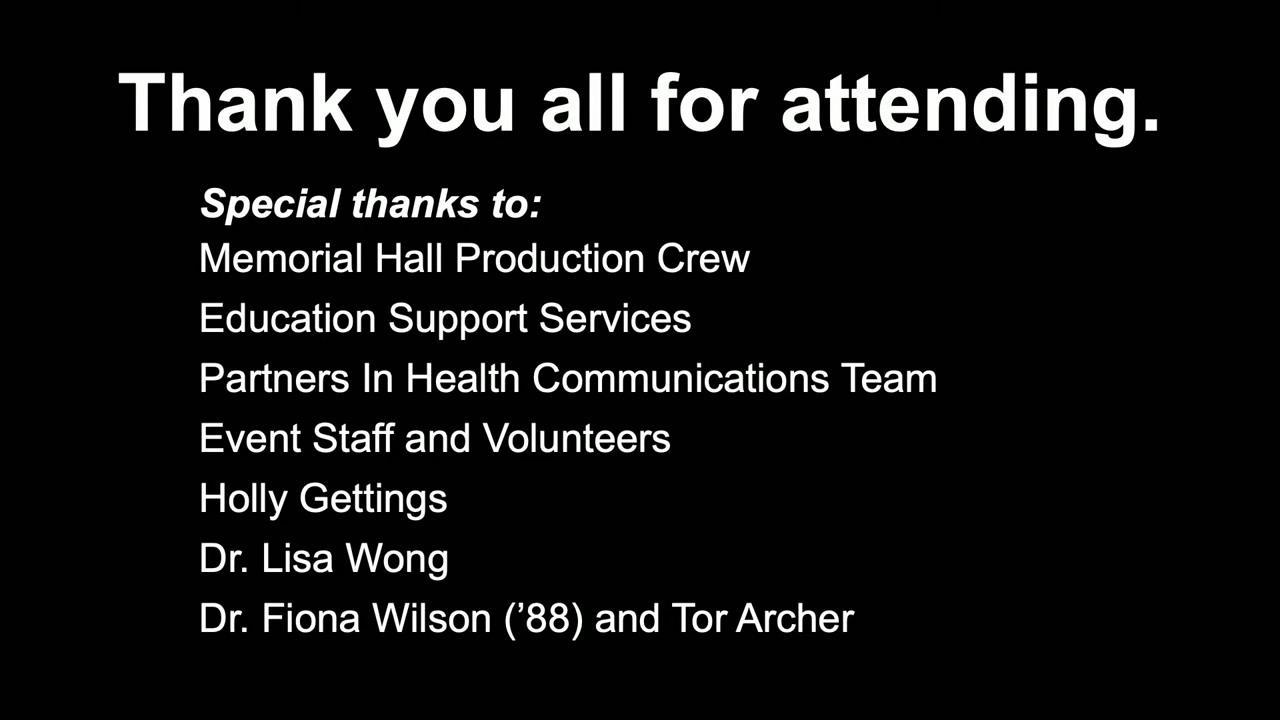 Thank you all for attending.
Special thanks to:
Memorial Hall Production Crew
Education Support Services
Partners In Health Communications Team
Event Staff and Volunteers
Holly Gettings
Dr. Lisa Wong
Dr. Fiona Wilson (’88) and Tor Archer